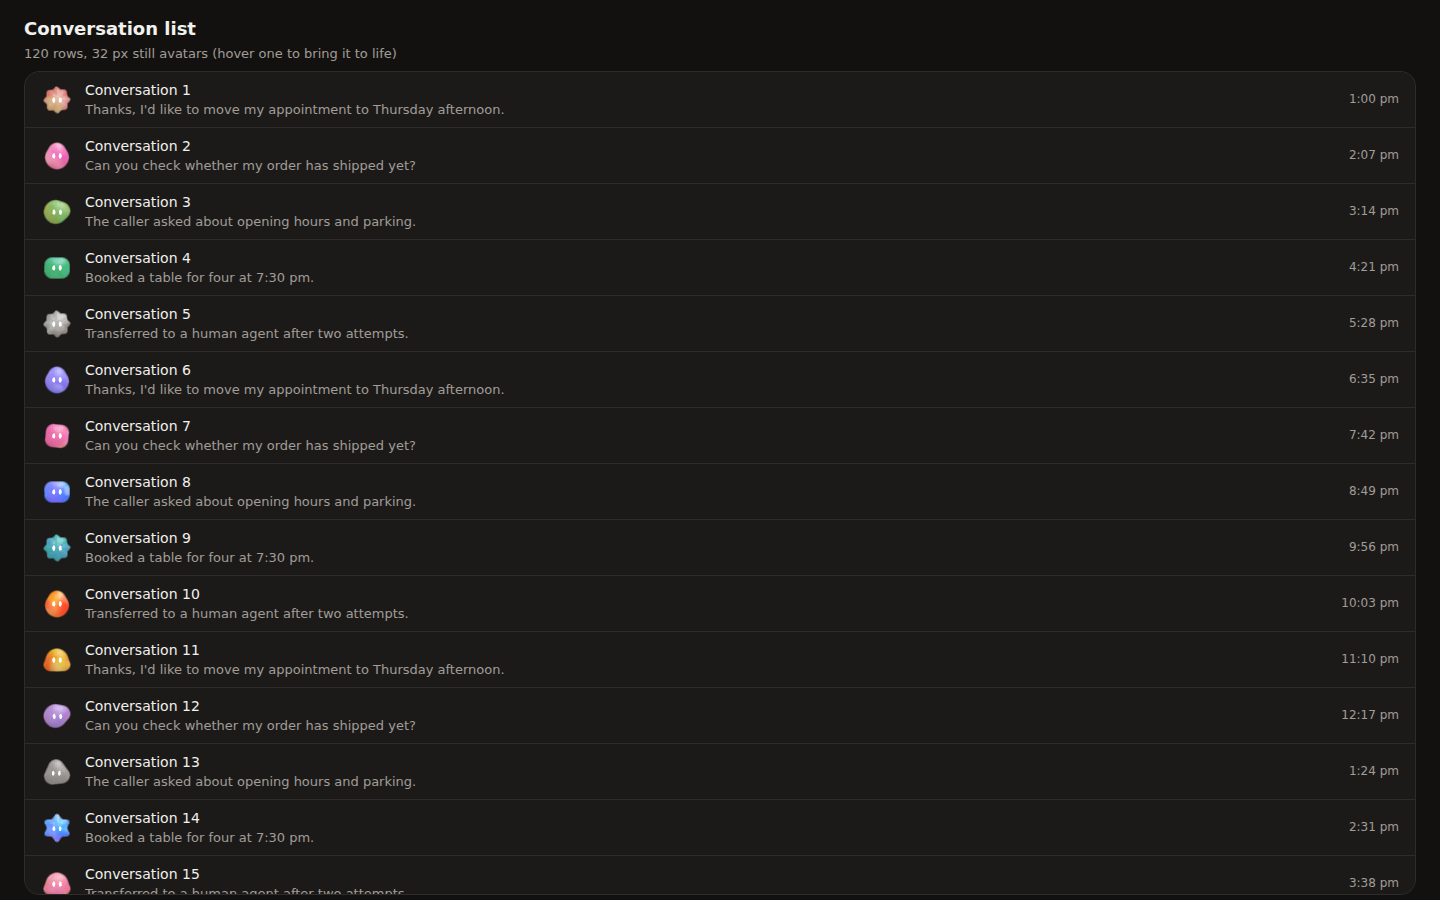 Conversation list
120 rows, 32 px still avatars (hover one to bring it to life)
Conversation 1
Thanks, I'd like to move my appointment to Thursday afternoon.
1:00 pm
Conversation 2
Can you check whether my order has shipped yet?
2:07 pm
Conversation 3
The caller asked about opening hours and parking.
3:14 pm
Conversation 4
Booked a table for four at 7:30 pm.
4:21 pm
Conversation 5
Transferred to a human agent after two attempts.
5:28 pm
Conversation 6
Thanks, I'd like to move my appointment to Thursday afternoon.
6:35 pm
Conversation 7
Can you check whether my order has shipped yet?
7:42 pm
Conversation 8
The caller asked about opening hours and parking.
8:49 pm
Conversation 9
Booked a table for four at 7:30 pm.
9:56 pm
Conversation 10
Transferred to a human agent after two attempts.
10:03 pm
Conversation 11
Thanks, I'd like to move my appointment to Thursday afternoon.
11:10 pm
Conversation 12
Can you check whether my order has shipped yet?
12:17 pm
Conversation 13
The caller asked about opening hours and parking.
1:24 pm
Conversation 14
Booked a table for four at 7:30 pm.
2:31 pm
Conversation 15
Transferred to a human agent after two attempts.
3:38 pm